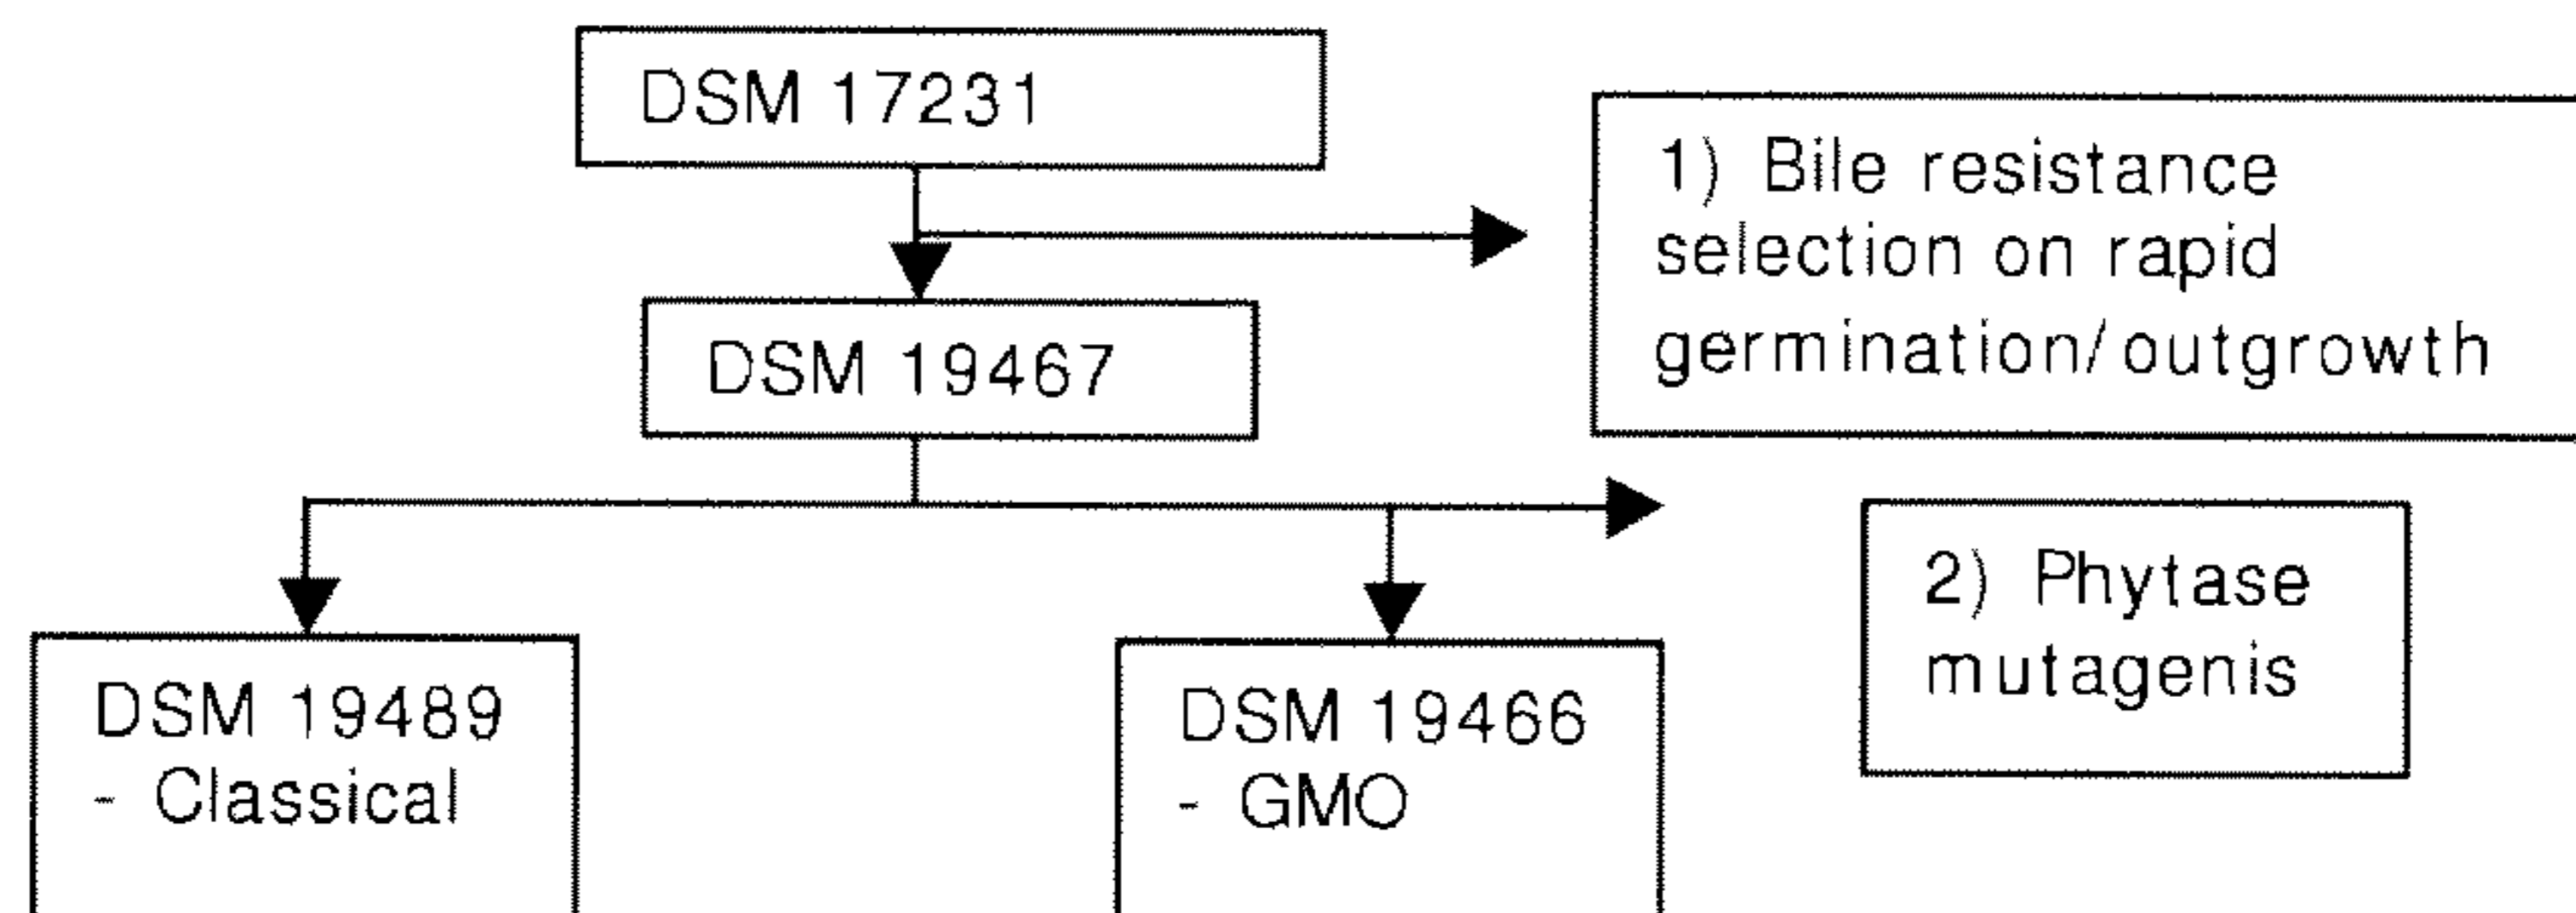 DSM 17231
1) Bile resistance
selection on rapid
germination/outgrowth
DSM 19467
2) Phytase
mutagenis
DSM 19489
- Classical
DSM 19466
- GMO